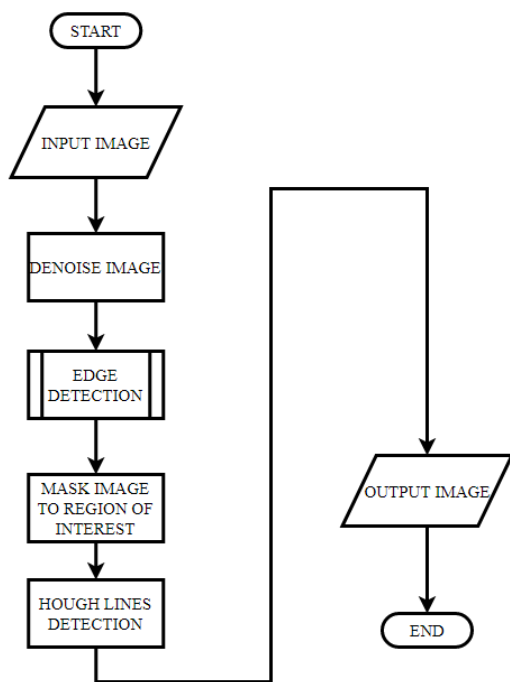 START
INPUT IMAGE
DENOISE IMAGE
EDGE
DETECTION
MASK IMAGE
TO REGION OF
INTEREST
HOUGH LINES
DETECTION
OUTPUT IMAGE
END